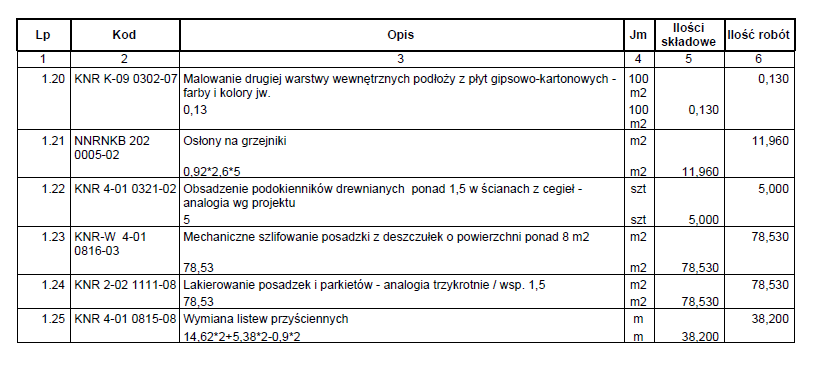 Lp Kod Opis Jm Ilości składowe Ilość robót
1 2 3 4 5 6
1.20 KNR K-09 0302-07 Malowanie drugiej warstwy wewnętrznych podłoży z płyt gipsowo-kartonowych - 100 0,130
farby i kolory jw. m2
0,13 100 0,130
m2
1.21 NNRNKB 202 Osłony na grzejniki m2 11,960
0005-02
0,92*2,6*5 m2 11,960
1.22 KNR 4-01 0321-02 Obsadzenie podokienników drewnianych ponad 1,5 w ścianach z cegieł - szt 5,000
analogia wg projektu
5 szt 5,000
1.23 KNR-W 4-01 Mechaniczne szlifowanie posadzki z deszczułek o powierzchni ponad 8 m2 m2 78,530
0816-03
78,53 m2 78,530
1.24 KNR 2-02 1111-08 Lakierowanie posadzek i parkietów - analogia trzykrotnie / wsp. 1,5 m2 78,530
78,53 m2 78,530
1.25 KNR 4-01 0815-08 Wymiana listew przyściennych m 38,200
14,62*2+5,38*2-0,9*2 m 38,200